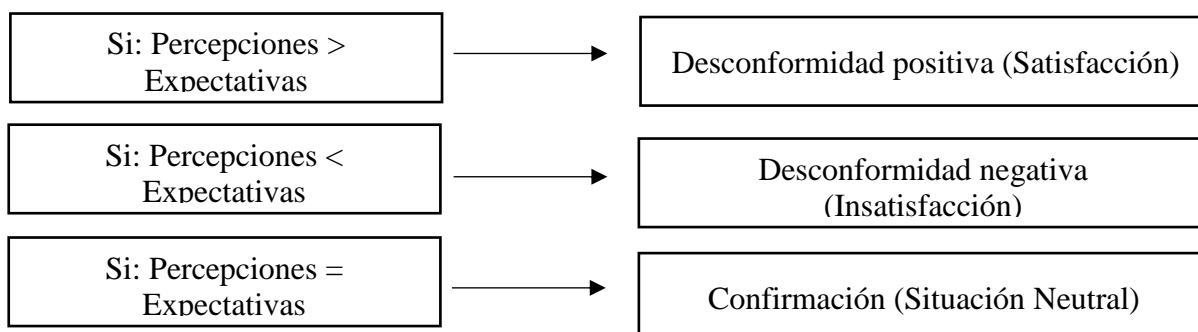 Si: Percepciones >
Expectativas
Desconformidad positiva (Satisfacción)
Si: Percepciones <
Expectativas
Desconformidad negativa
(Insatisfacción)
Si: Percepciones =
Expectativas
Confirmación (Situación Neutral)